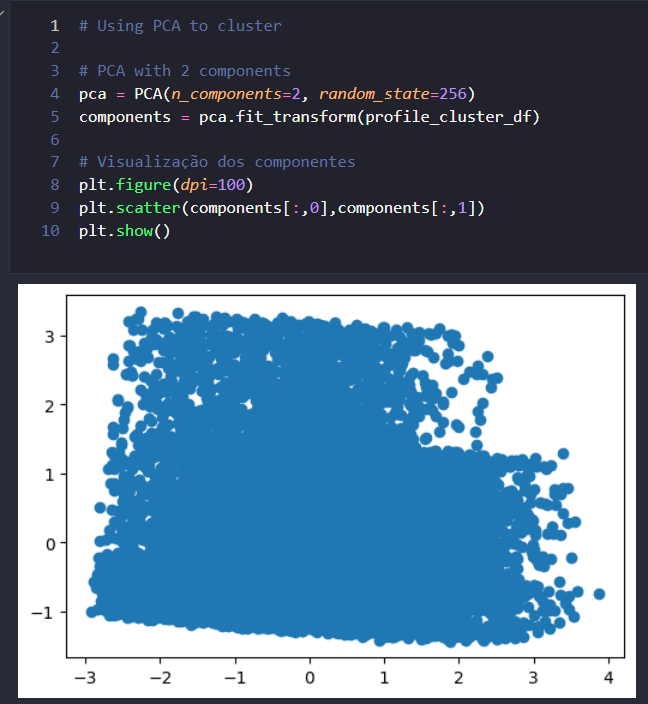 1 # Using PCA to cluster
2
3 # PCA with 2 components
4 pca = PCA(n_components=2, random_state=256)
5 components = pca.fit_transform(profile_cluster_df)
6
7 # Visualização dos componentes
8 plt.figure(dpi=100)
9 plt.scatter(components[:,0],components[:,1])
10 plt.show()
3
2
1
0
−1
−3 −2 −1 0 1 2 3 4